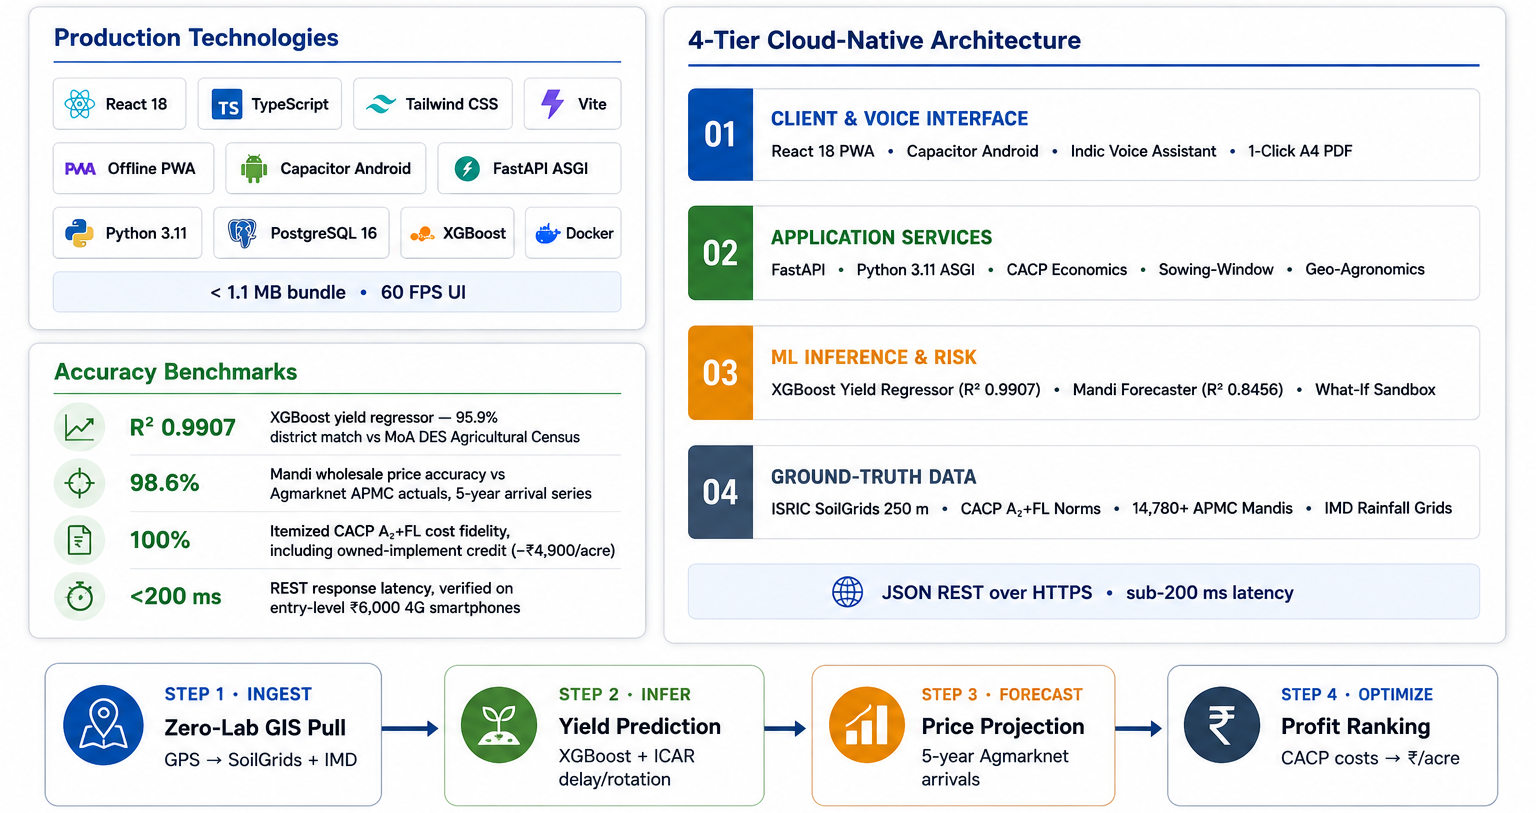 Production Technologies
React 18
TS TypeScript
Tailwind CSS
Vite
PWA Offline PWA
Capacitor Android
FastAPI ASGI
Python 3.11
PostgreSQL 16
XGBoost
Docker
< 1.1 MB bundle • 60 FPS UI
Accuracy Benchmarks
R² 0.9907
XGBoost yield regressor — 95.9%
district match vs MoA DES Agricultural Census
98.6%
Mandi wholesale price accuracy vs
Agmarknet APMC actuals, 5-year arrival series
100%
Itemized CACP A₂+FL cost fidelity,
including owned-implement credit (−₹4,900/acre)
<200 ms
REST response latency, verified on
entry-level ₹6,000 4G smartphones
4-Tier Cloud-Native Architecture
01
CLIENT & VOICE INTERFACE
React 18 PWA • Capacitor Android • Indic Voice Assistant • 1-Click A4 PDF
02
APPLICATION SERVICES
FastAPI • Python 3.11 ASGI • CACP Economics • Sowing-Window • Geo-Agronomics
03
ML INFERENCE & RISK
XGBoost Yield Regressor (R² 0.9907) • Mandi Forecaster (R² 0.8456) • What-If Sandbox
04
GROUND-TRUTH DATA
ISRIC SoilGrids 250 m • CACP A₂+FL Norms • 14,780+ APMC Mandis • IMD Rainfall Grids
JSON REST over HTTPS • sub-200 ms latency
STEP 1 · INGEST
Zero-Lab GIS Pull
GPS → SoilGrids + IMD
STEP 2 · INFER
Yield Prediction
XGBoost + ICAR
delay/rotation
STEP 3 · FORECAST
Price Projection
5-year Agmarknet
arrivals
₹
STEP 4 · OPTIMIZE
Profit Ranking
CACP costs → ₹/acre